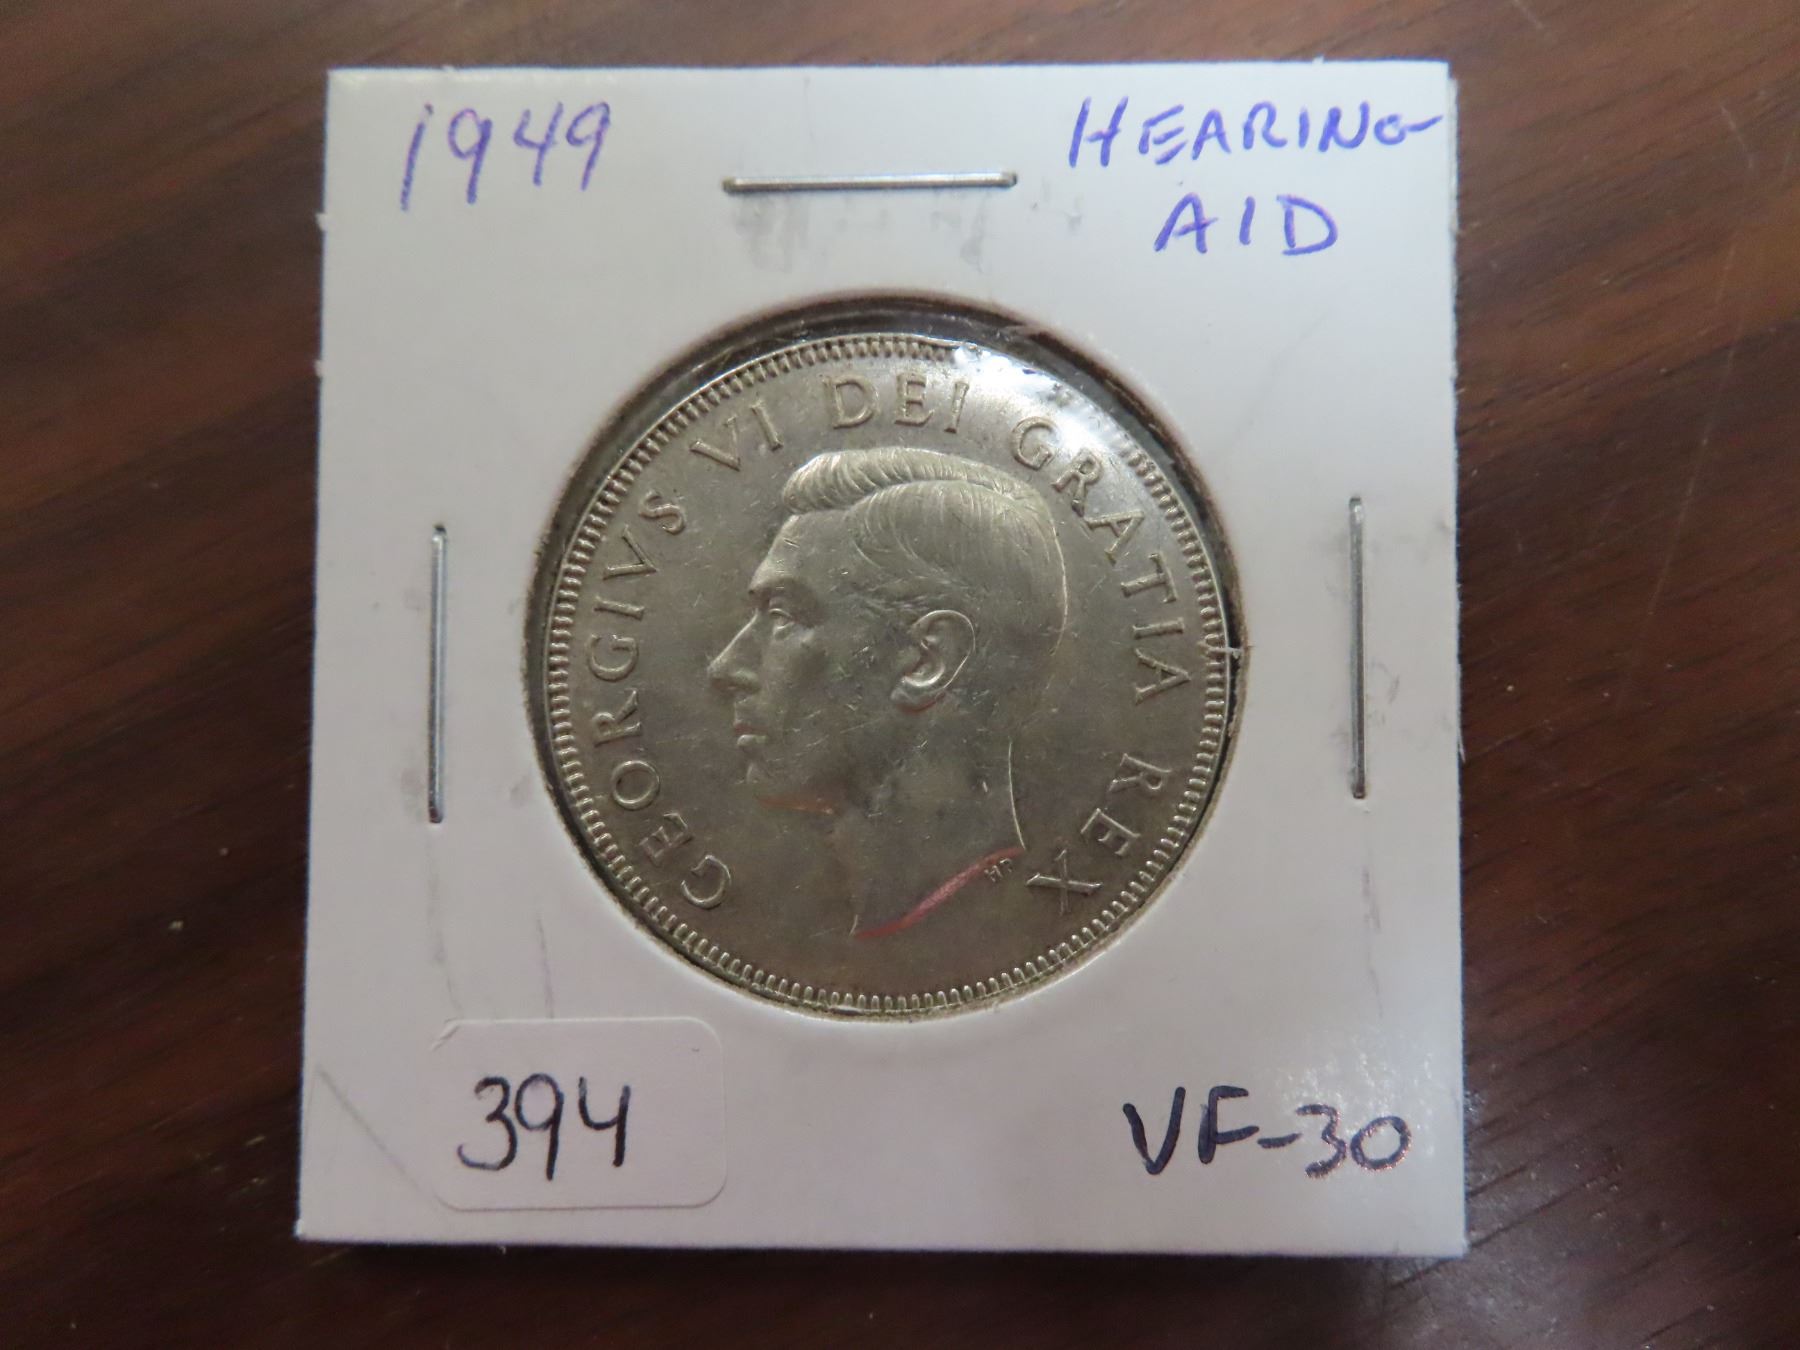 1949
HEARING
AID
GEORGIVS VI DEI GRATIA REX
HP
394
VF-30